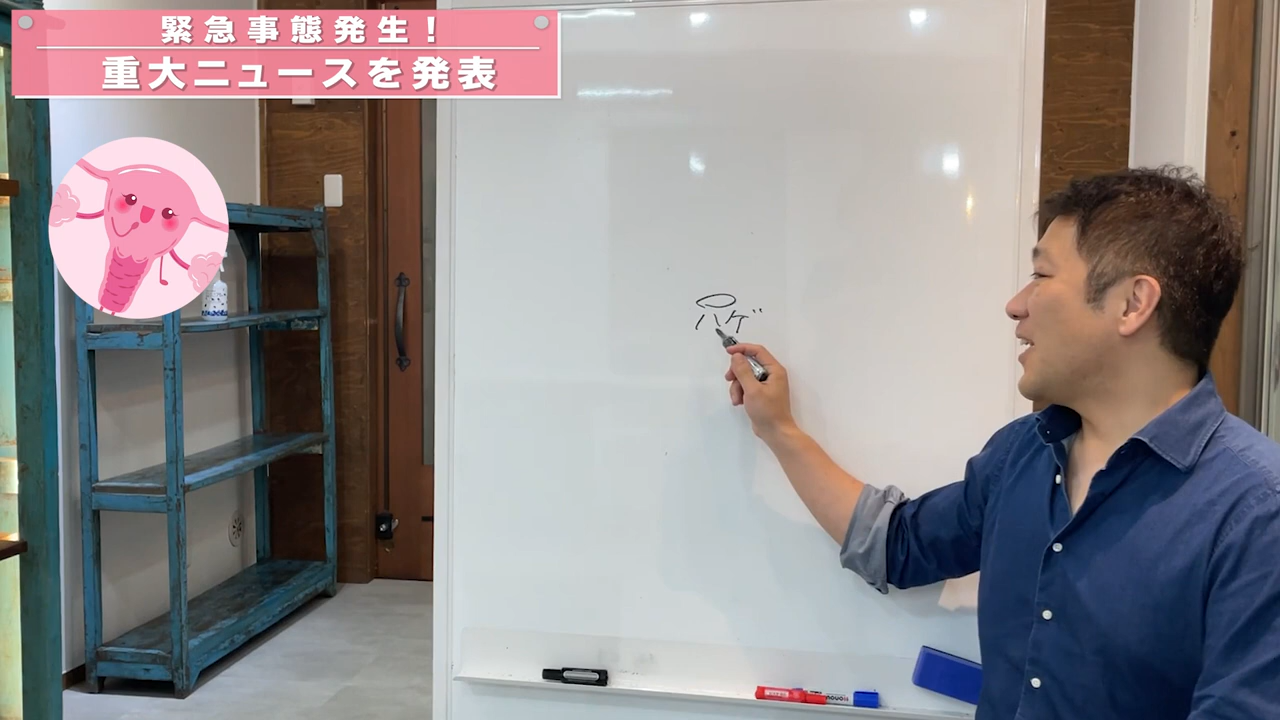 緊急事態発生!
重大ニュースを発表
ハゲ